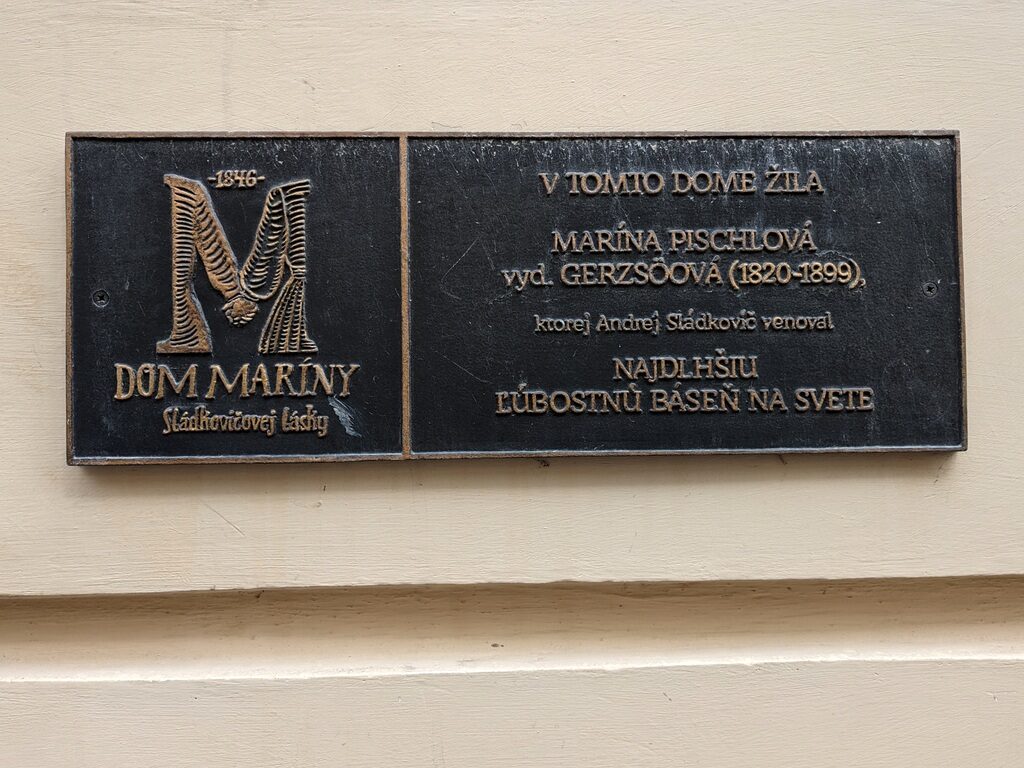 -1846-
M
DOM MARÍNY
Sládkovičovej lásky
V TOMTO DOME ŽILA
MARÍNA PISCHLOVÁ
vyd. GERZSÖOVÁ (1820-1899),
ktorej Andrej Sládkovič venoval
NAJDLHŠIU
ĽÚBOSTNÚ BÁSEŇ NA SVETE